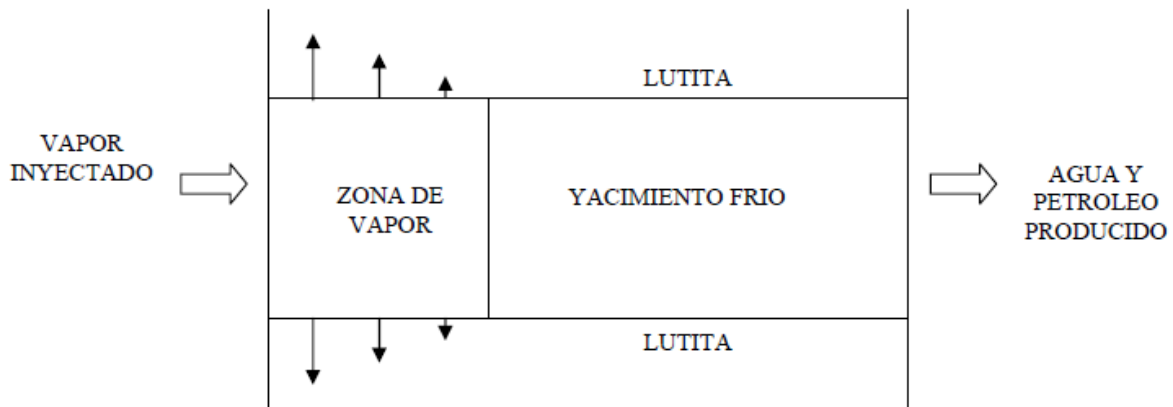 LUTITA
VAPOR
INYECTADO
ZONA DE
VAPOR
YACIMIENTO FRIO
AGUA Y
PETROLEO
PRODUCIDO
LUTITA